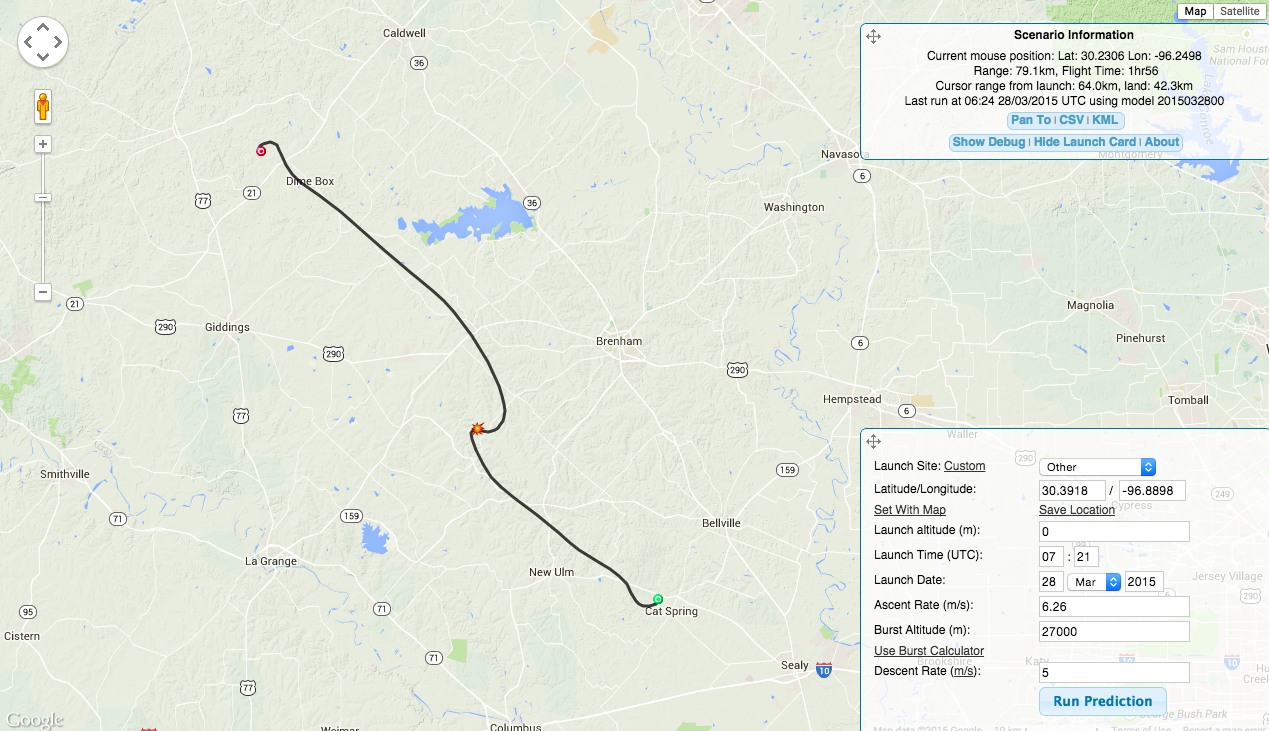 Map Satellite
Caldwell
36
Scenario Information
Current mouse position: Lat: 30.2306 Lon: -96.2498
Range: 79.1km, Flight Time: 1hr56
Cursor range from launch: 64.0km, land: 42.3km
Last run at 06:24 28/03/2015 UTC using model 2015032800
Pan To | CSV | KML
Show Debug | Hide Launch Card | About
Sam Houston
National For
Navasota
Montgomery
6
Dime Box
21
77
36
Washington
21
290
Giddings
290
Brenham
290
Magnolia
6
Pinehurst
77
Hempstead
6
Tomball
Waller
290
Smithville
159
71
159
Bellville
La Grange
New Ulm
71
95
Cistern
Cat Spring
71
Sealy
10
77
Weimar
Columbus
Google
Launch Site: Custom Other
Latitude/Longitude: 30.3918 / -96.8898
Set With Map Save Location
249
Cypress
Launch altitude (m): 0
Launch Time (UTC): 07 : 21
Launch Date: 28 Mar 2015
Jersey Village
290
Ascent Rate (m/s): 6.26
Burst Altitude (m): 27000
Use Burst Calculator
Brookshire
Katy
10
10
Descent Rate (m/s): 5
Run Prediction
George Bush Park
Map data ©2015 Google
10 km
Terms of Use
Report a map error